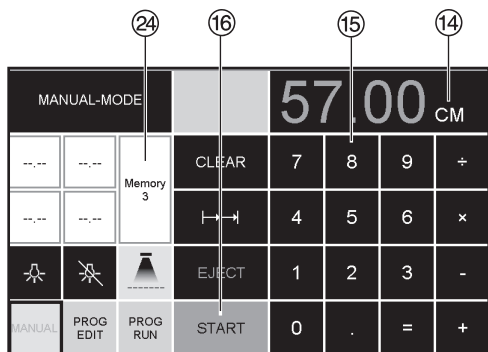 24 16 15 14
MANUAL-MODE 57.00 CM
--.-- --.-- Memory CLEAR 7 8 9 ÷
3
--.-- --.-- 4 5 6 ×
EJECT 1 2 3 -
MANUAL PROG PROG START 0 . = +
EDIT RUN